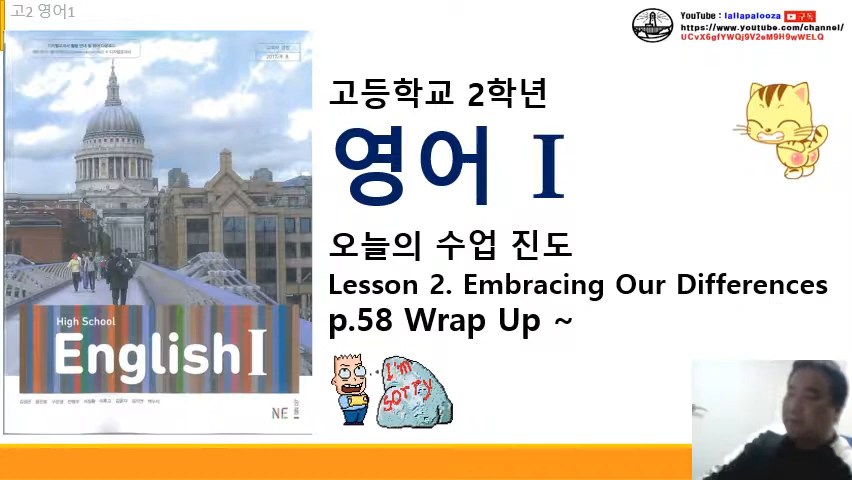 고2 영어1
YouTube : lallapalooza 구독
https://www.youtube.com/channel/
UCvX6gfYWQj9V2eM9H9wWELQ
고등학교 2학년
영어 I
오늘의 수업 진도
Lesson 2. Embracing Our Differences
p.58 Wrap Up ~
High School
English I
NE
I'm
sorry